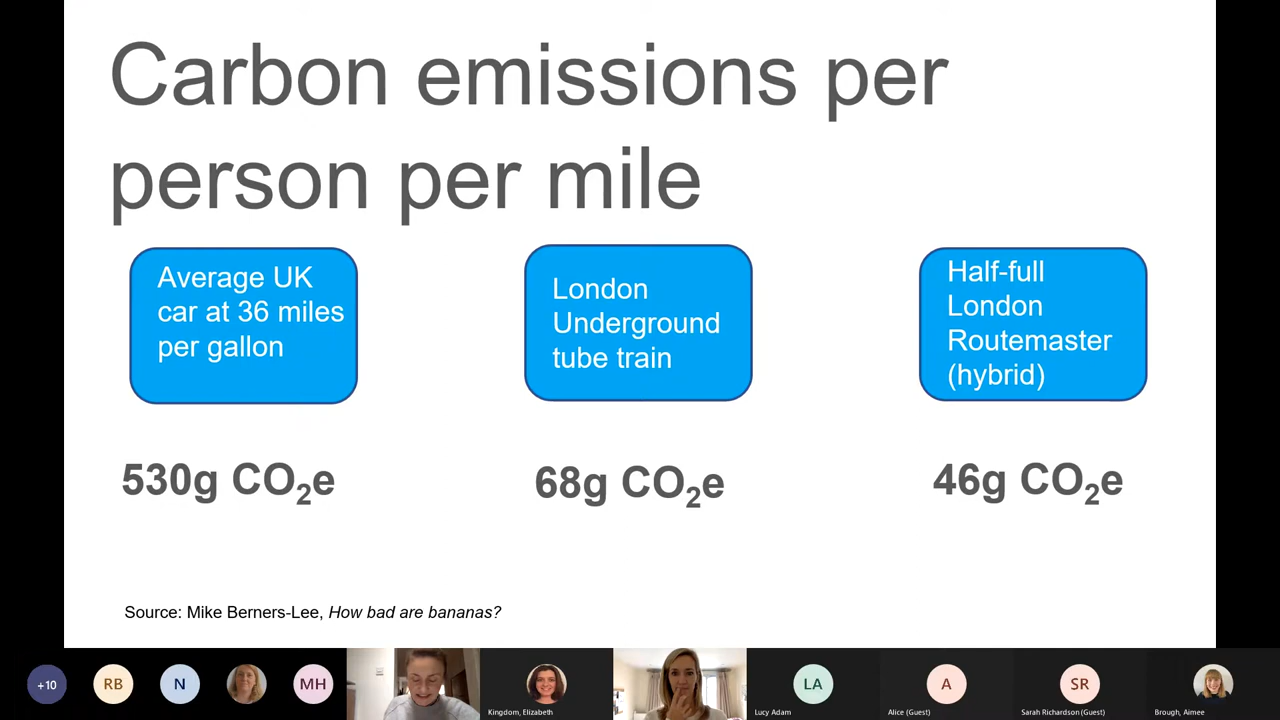 Carbon emissions per
person per mile
Average UK
car at 36 miles
per gallon
London
Underground
tube train
Half-full
London
Routemaster
(hybrid)
530g CO₂e
68g CO₂e
46g CO₂e
Source: Mike Berners-Lee, How bad are bananas?
+10
RB
N
MH
Kingdom, Elizabeth
LA
Lucy Adam
A
Alice (Guest)
SR
Sarah Richardson (Guest)
Brough, Aimee